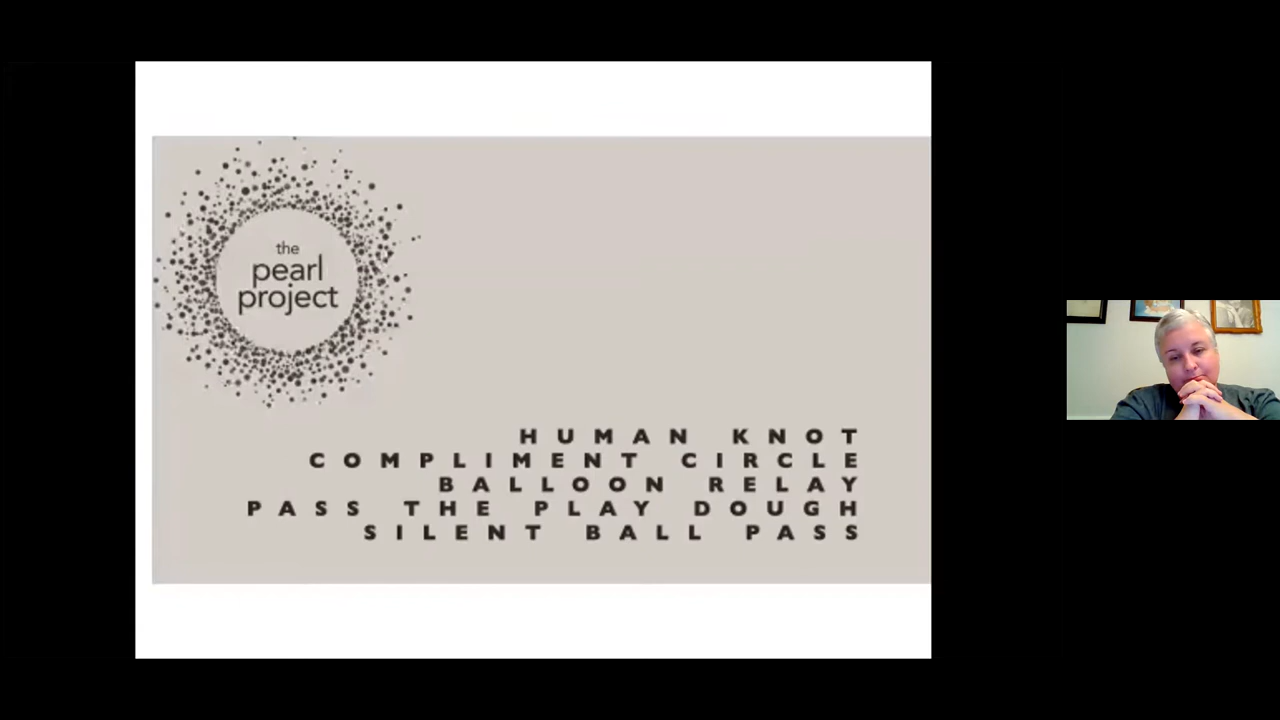 the
pearl
project
HUMAN KNOT
COMPLIMENT CIRCLE
BALLOON RELAY
PASS THE PLAY DOUGH
SILENT BALL PASS